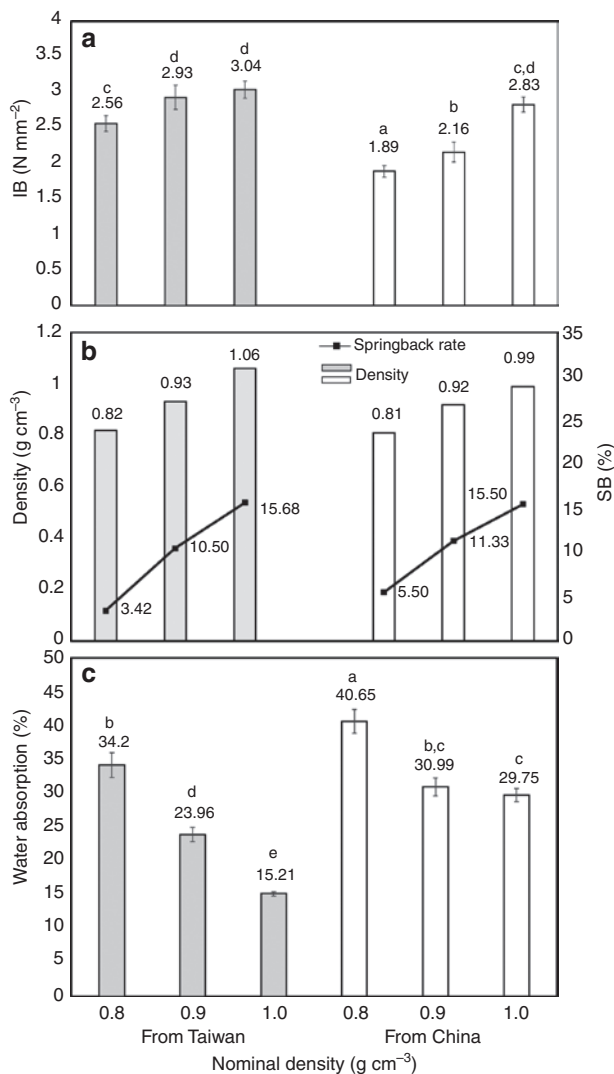 a
IB (N mm−2)
4
3.5
3
2.5
2
1.5
1
0.5
0
c
2.56
d
2.93
d
3.04
a
1.89
b
2.16
c,d
2.83
b
Density (g cm−3)
1.2
1
0.8
0.6
0.4
0.2
0
Springback rate
Density
0.82
0.93
1.06
0.81
0.92
0.99
3.42
10.50
15.68
5.50
11.33
15.50
35
30
25
20
15
10
5
0
SB (%)
c
Water absorption (%)
50
45
40
35
30
25
20
15
10
5
0
b
34.2
d
23.96
e
15.21
a
40.65
b,c
30.99
c
29.75
0.8 0.9 1.0 0.8 0.9 1.0
From Taiwan From China
Nominal density (g cm−3)